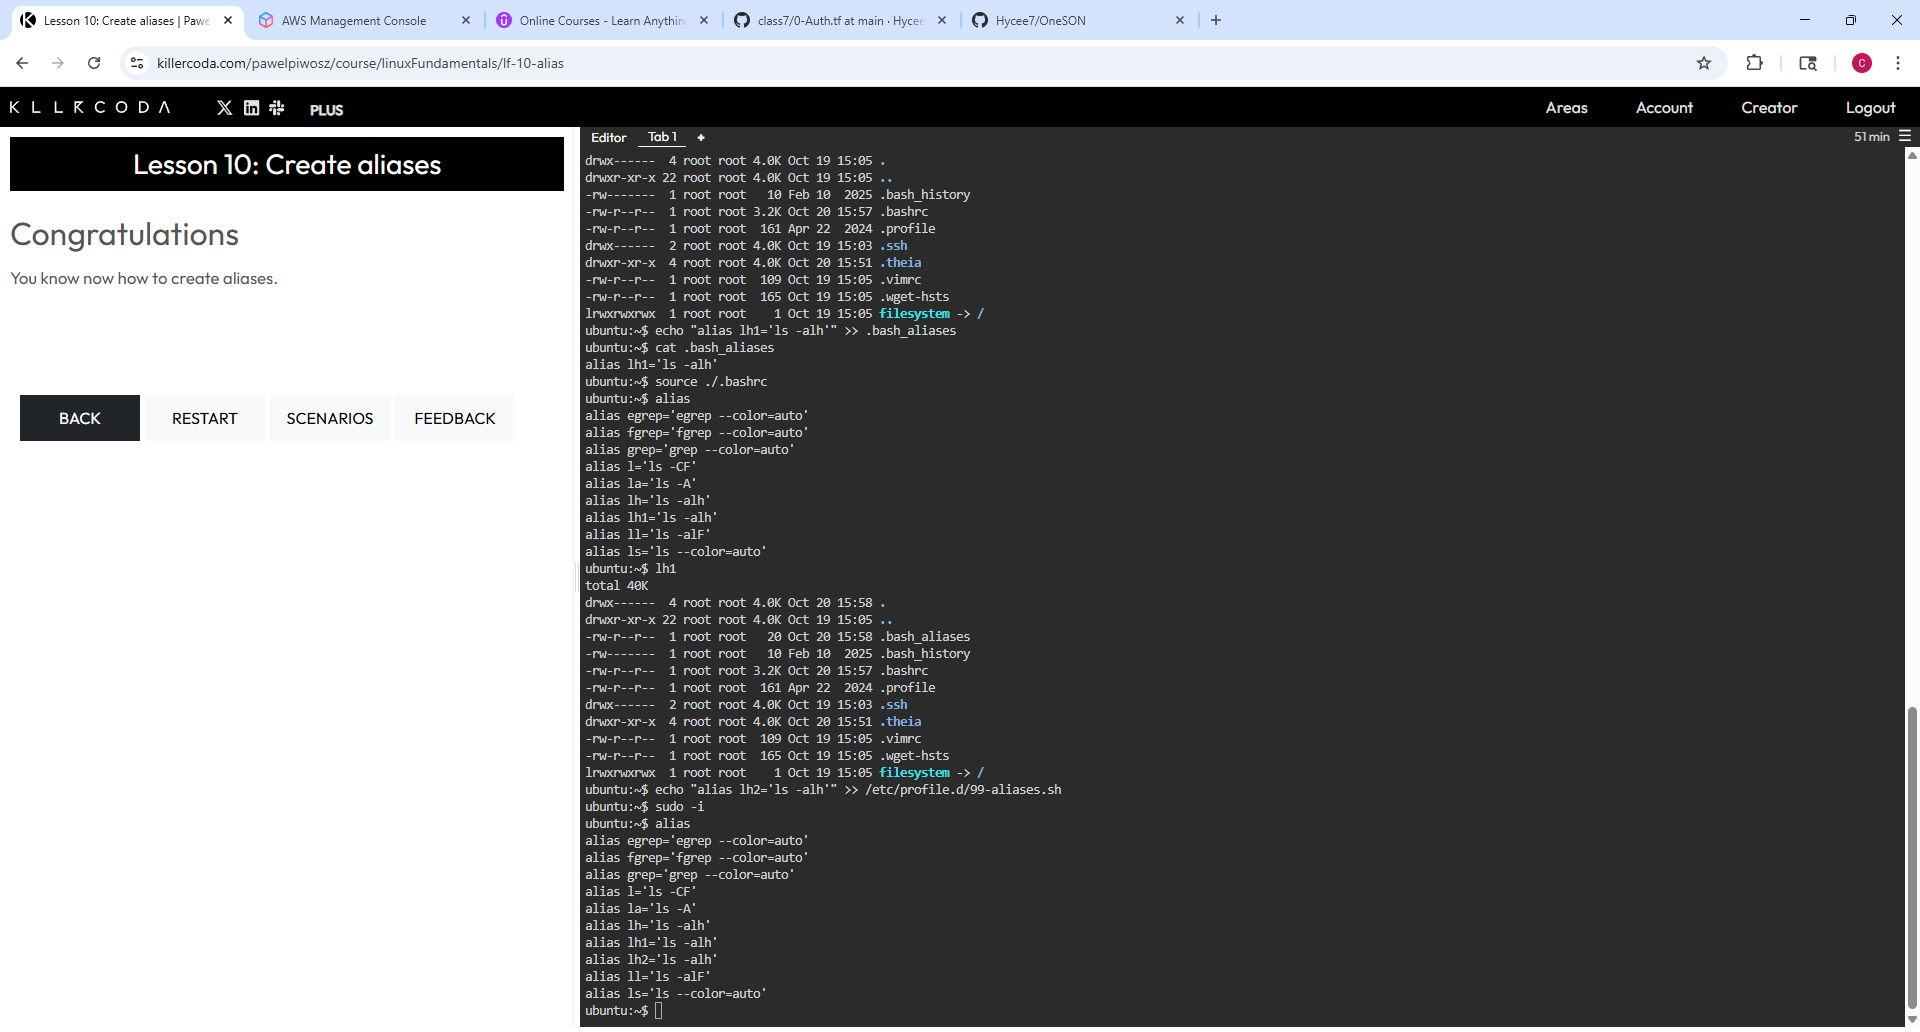 Lesson 10: Create aliases | Pawe
AWS Management Console
Online Courses - Learn Anythin
class7/0-Auth.tf at main · Hycee
Hycee7/OneSON
killercoda.com/pawelpiwosz/course/linuxFundamentals/lf-10-alias
C
KLLRCODA
PLUS
Areas
Account
Creator
Logout
Lesson 10: Create aliases
Congratulations
You know now how to create aliases.
BACK
RESTART
SCENARIOS
FEEDBACK
Editor
Tab 1
51 min
drwx------  4 root root 4.0K Oct 19 15:05 .
drwxr-xr-x 22 root root 4.0K Oct 19 15:05 ..
-rw-------  1 root root   10 Feb 10  2025 .bash_history
-rw-r--r--  1 root root 3.2K Oct 20 15:57 .bashrc
-rw-r--r--  1 root root  161 Apr 22  2024 .profile
drwx------  2 root root 4.0K Oct 19 15:03 .ssh
drwxr-xr-x  4 root root 4.0K Oct 20 15:51 .theia
-rw-r--r--  1 root root  109 Oct 19 15:05 .vimrc
-rw-r--r--  1 root root  165 Oct 19 15:05 .wget-hsts
lrwxrwxrwx  1 root root    1 Oct 19 15:05 filesystem -> /
ubuntu:~$ echo "alias lh1='ls -alh'" >> .bash_aliases
ubuntu:~$ cat .bash_aliases
alias lh1='ls -alh'
ubuntu:~$ source ./.bashrc
ubuntu:~$ alias
alias egrep='egrep --color=auto'
alias fgrep='fgrep --color=auto'
alias grep='grep --color=auto'
alias l='ls -CF'
alias la='ls -A'
alias lh='ls -alh'
alias lh1='ls -alh'
alias ll='ls -alF'
alias ls='ls --color=auto'
ubuntu:~$ lh1
total 40K
drwx------  4 root root 4.0K Oct 20 15:58 .
drwxr-xr-x 22 root root 4.0K Oct 19 15:05 ..
-rw-r--r--  1 root root   20 Oct 20 15:58 .bash_aliases
-rw-------  1 root root   10 Feb 10  2025 .bash_history
-rw-r--r--  1 root root 3.2K Oct 20 15:57 .bashrc
-rw-r--r--  1 root root  161 Apr 22  2024 .profile
drwx------  2 root root 4.0K Oct 19 15:03 .ssh
drwxr-xr-x  4 root root 4.0K Oct 20 15:51 .theia
-rw-r--r--  1 root root  109 Oct 19 15:05 .vimrc
-rw-r--r--  1 root root  165 Oct 19 15:05 .wget-hsts
lrwxrwxrwx  1 root root    1 Oct 19 15:05 filesystem -> /
ubuntu:~$ echo "alias lh2='ls -alh'" >> /etc/profile.d/99-aliases.sh
ubuntu:~$ sudo -i
ubuntu:~$ alias
alias egrep='egrep --color=auto'
alias fgrep='fgrep --color=auto'
alias grep='grep --color=auto'
alias l='ls -CF'
alias la='ls -A'
alias lh='ls -alh'
alias lh1='ls -alh'
alias lh2='ls -alh'
alias ll='ls -alF'
alias ls='ls --color=auto'
ubuntu:~$